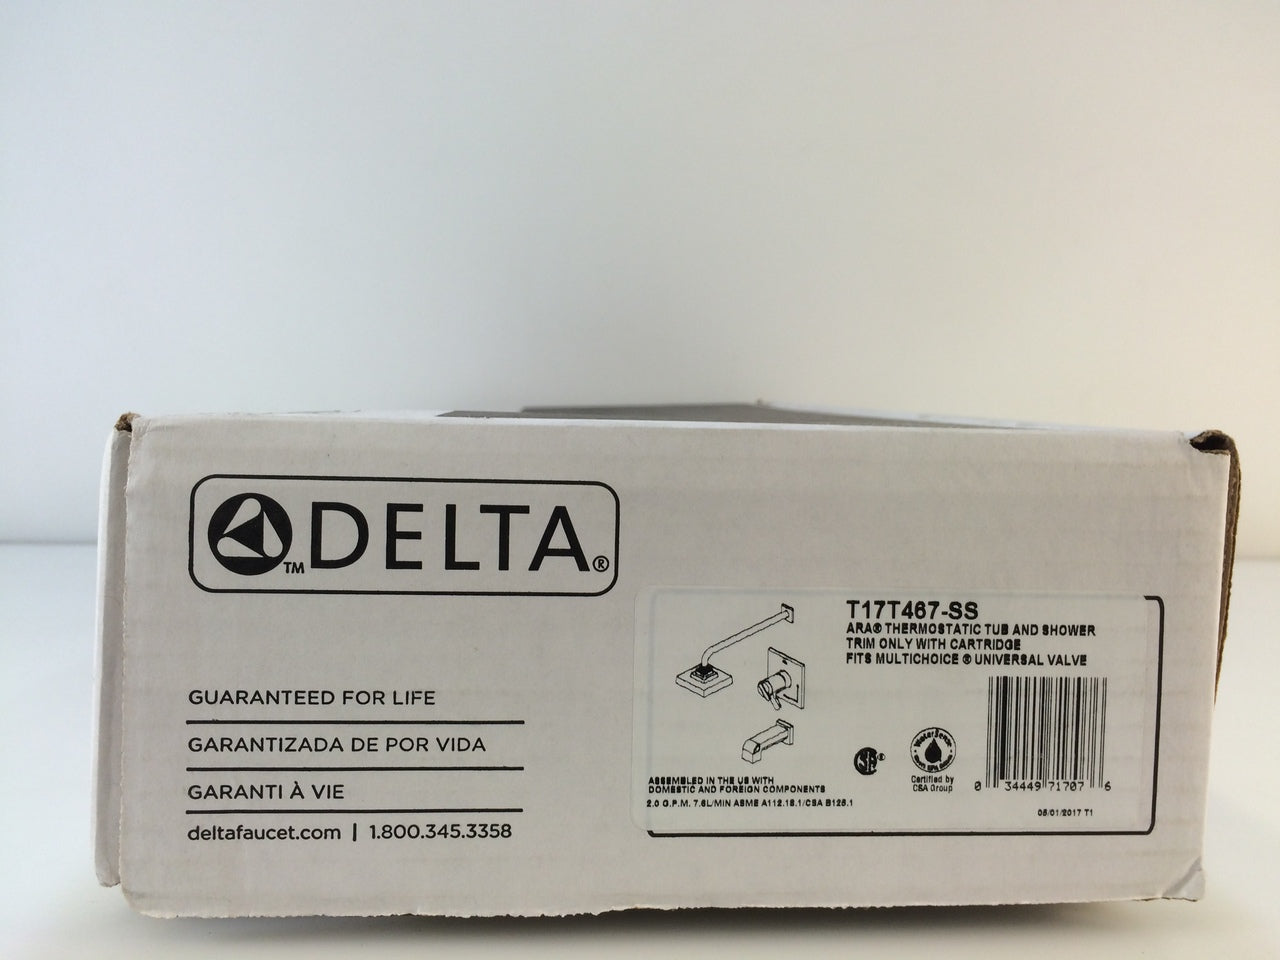 ™ DELTA®
GUARANTEED FOR LIFE
GARANTIZADA DE POR VIDA
GARANTI À VIE
deltafaucet.com | 1.800.345.3358
T17T467-SS
ARA® THERMOSTATIC TUB AND SHOWER
TRIM ONLY WITH CARTRIDGE
FITS MULTICHOICE ® UNIVERSAL VALVE
ASSEMBLED IN THE US WITH
DOMESTIC AND FOREIGN COMPONENTS
2.0 G.P.M. 7.6L/MIN ASME A112.18.1/CSA B125.1
WaterSense
Certified by
CSA Group
0 34449 71707 6
05/01/2017 T1